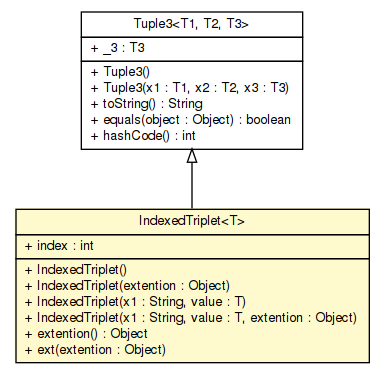 Tuple3<T1, T2, T3>
+ _3 : T3
+ Tuple3()
+ Tuple3(x1 : T1, x2 : T2, x3 : T3)
+ toString() : String
+ equals(object : Object) : boolean
+ hashCode() : int
IndexedTriplet<T>
+ index : int
+ IndexedTriplet()
+ IndexedTriplet(extention : Object)
+ IndexedTriplet(x1 : String, value : T)
+ IndexedTriplet(x1 : String, value : T, extention : Object)
+ extention() : Object
+ ext(extention : Object)